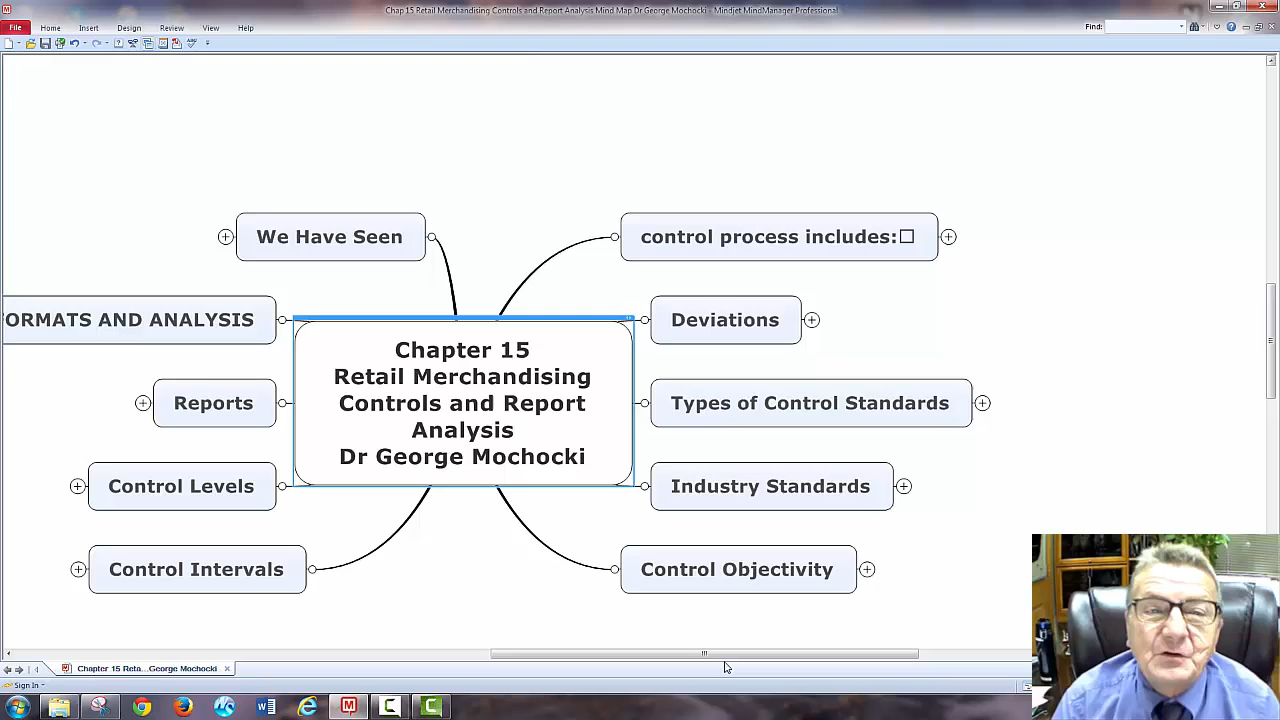 Chap 15 Retail Merchandising Controls and Report Analysis Mind Map Dr George Mochocki - Mindjet MindManager Professional
File Home Insert Design Review View Help Find:
We Have Seen
control process includes:☐
ORMATS AND ANALYSIS
Deviations
Chapter 15
Retail Merchandising
Controls and Report
Analysis
Dr George Mochocki
Reports
Types of Control Standards
Control Levels
Industry Standards
Control Intervals
Control Objectivity
Chapter 15 Reta...George Mochocki
Sign In